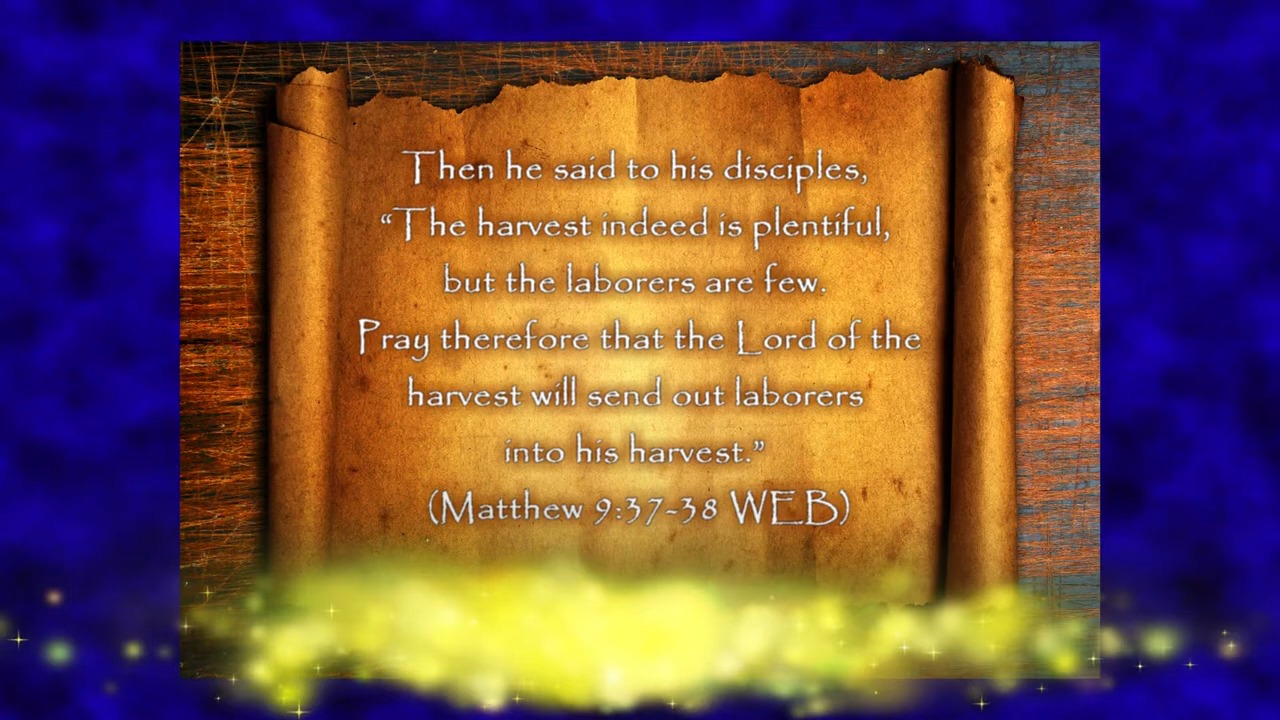 Then he said to his disciples,
“The harvest indeed is plentiful,
but the laborers are few.
Pray therefore that the Lord of the
harvest will send out laborers
into his harvest.”
(Matthew 9:37-38 WEB)